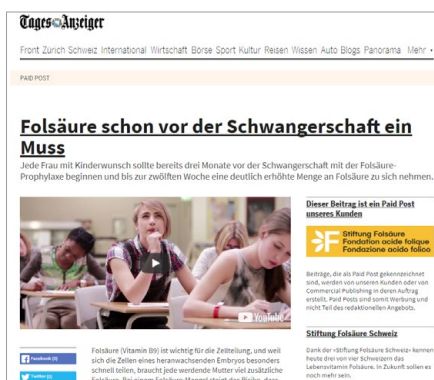 Tages-Anzeiger
Front Zürich Schweiz International Wirtschaft Börse Sport Kultur Reisen Wissen Auto Blogs Panorama Mehr
PAID POST
Folsäure schon vor der Schwangerschaft ein
Muss
Jede Frau mit Kinderwunsch sollte bereits drei Monate vor der Schwangerschaft mit der Folsäure-
Prophylaxe beginnen und bis zur zwölften Woche eine deutlich erhöhte Menge an Folsäure zu sich nehmen.
YouTube
Facebook (0)
Twitter (0)
Folsäure (Vitamin B9) ist wichtig für die Zellteilung, und weil
sich die Zellen eines heranwachsenden Embryos besonders
schnell teilen, braucht jede werdende Mutter viel zusätzliche
Dieser Beitrag ist ein Paid Post
unseres Kunden
Stiftung Folsäure
Fondation acide folique
Fondazione acido folico
Beiträge, die als Paid Post gekennzeichnet
sind, werden von unseren Kunden oder von
Commercial Publishing in deren Auftrag
erstellt. Paid Posts sind somit Werbung und
nicht Teil des redaktionellen Angebots.
Stiftung Folsäure Schweiz
Dank der «Stiftung Folsäure Schweiz» kennen
heute drei von vier Schweizern das
Lebensvitamin Folsäure. In Zukunft sollen es
noch mehr sein.